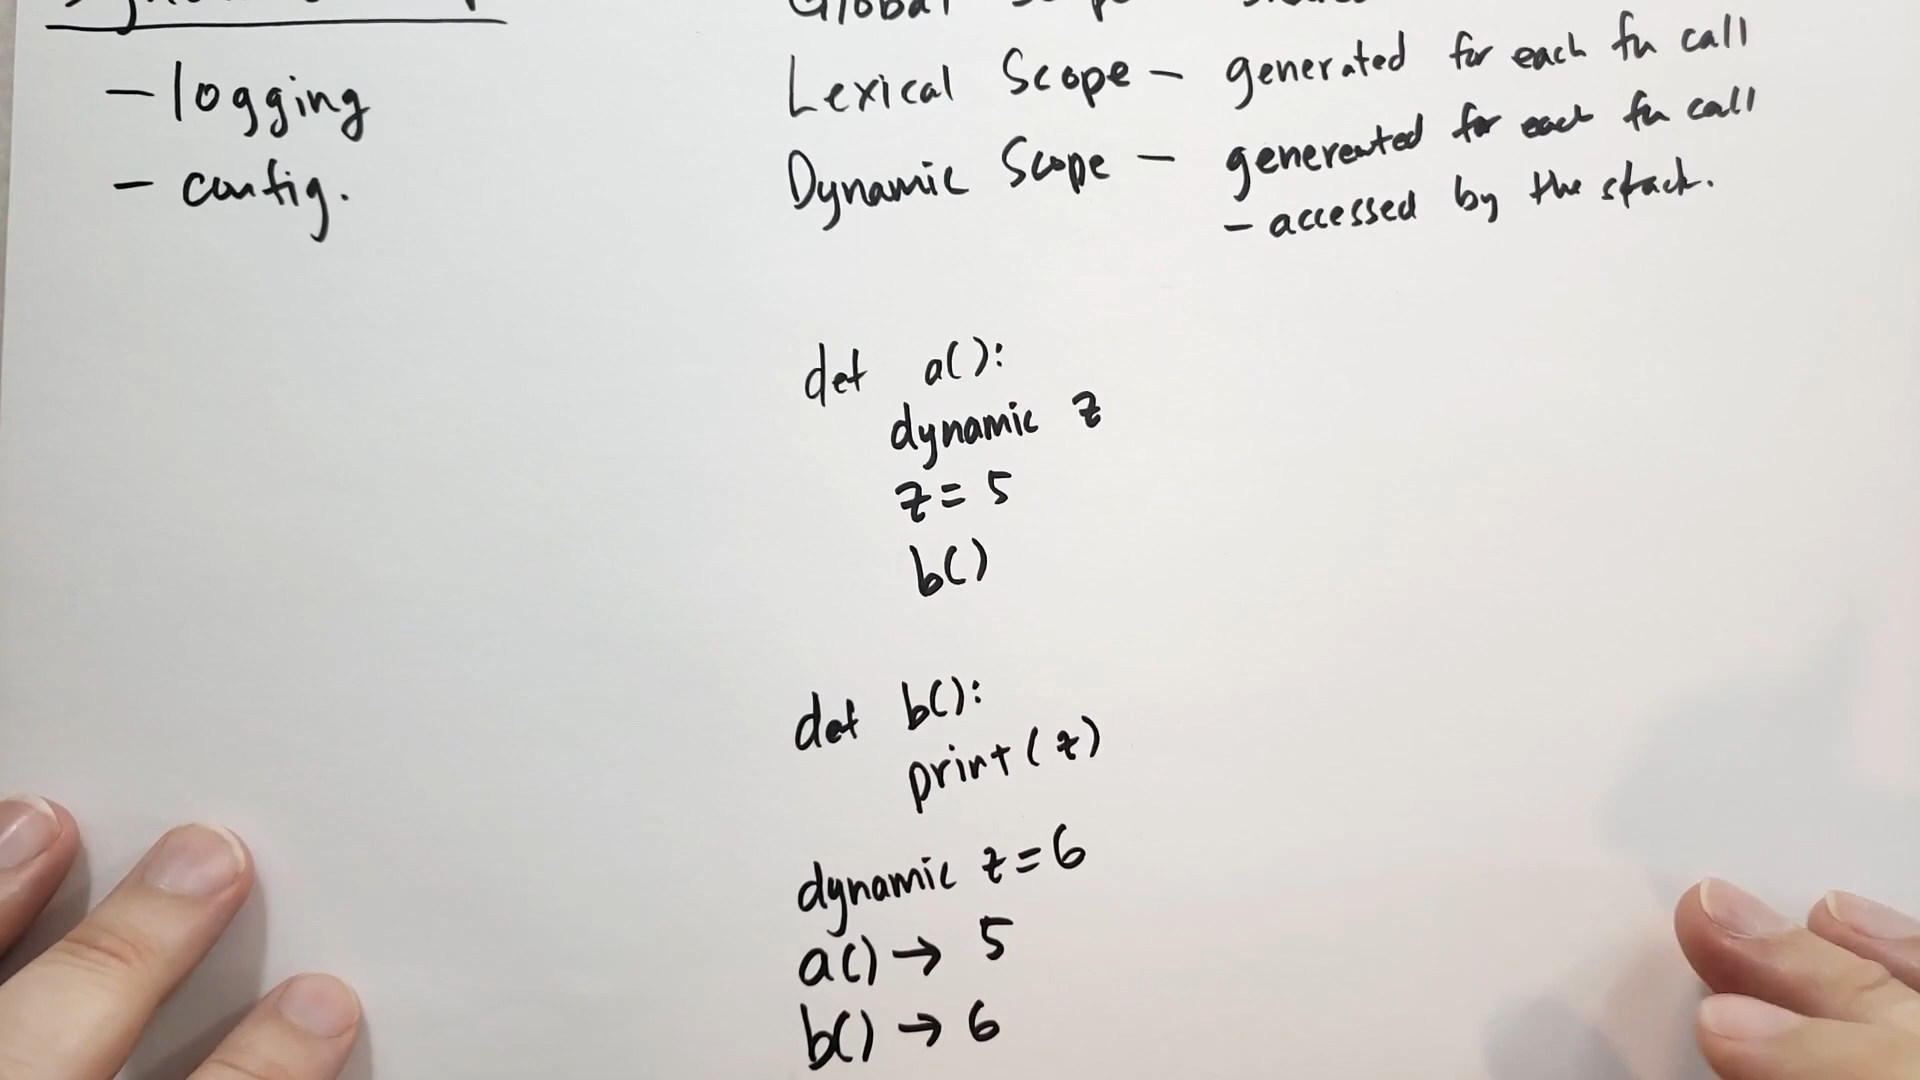 - logging
- config.
Global
Lexical Scope - generated for each fn call
Dynamic Scope - generated for each fn call
- accessed by the stack.
def a():
dynamic z
z = 5
b()
def b():
print(z)
dynamic z = 6
a() → 5
b() → 6